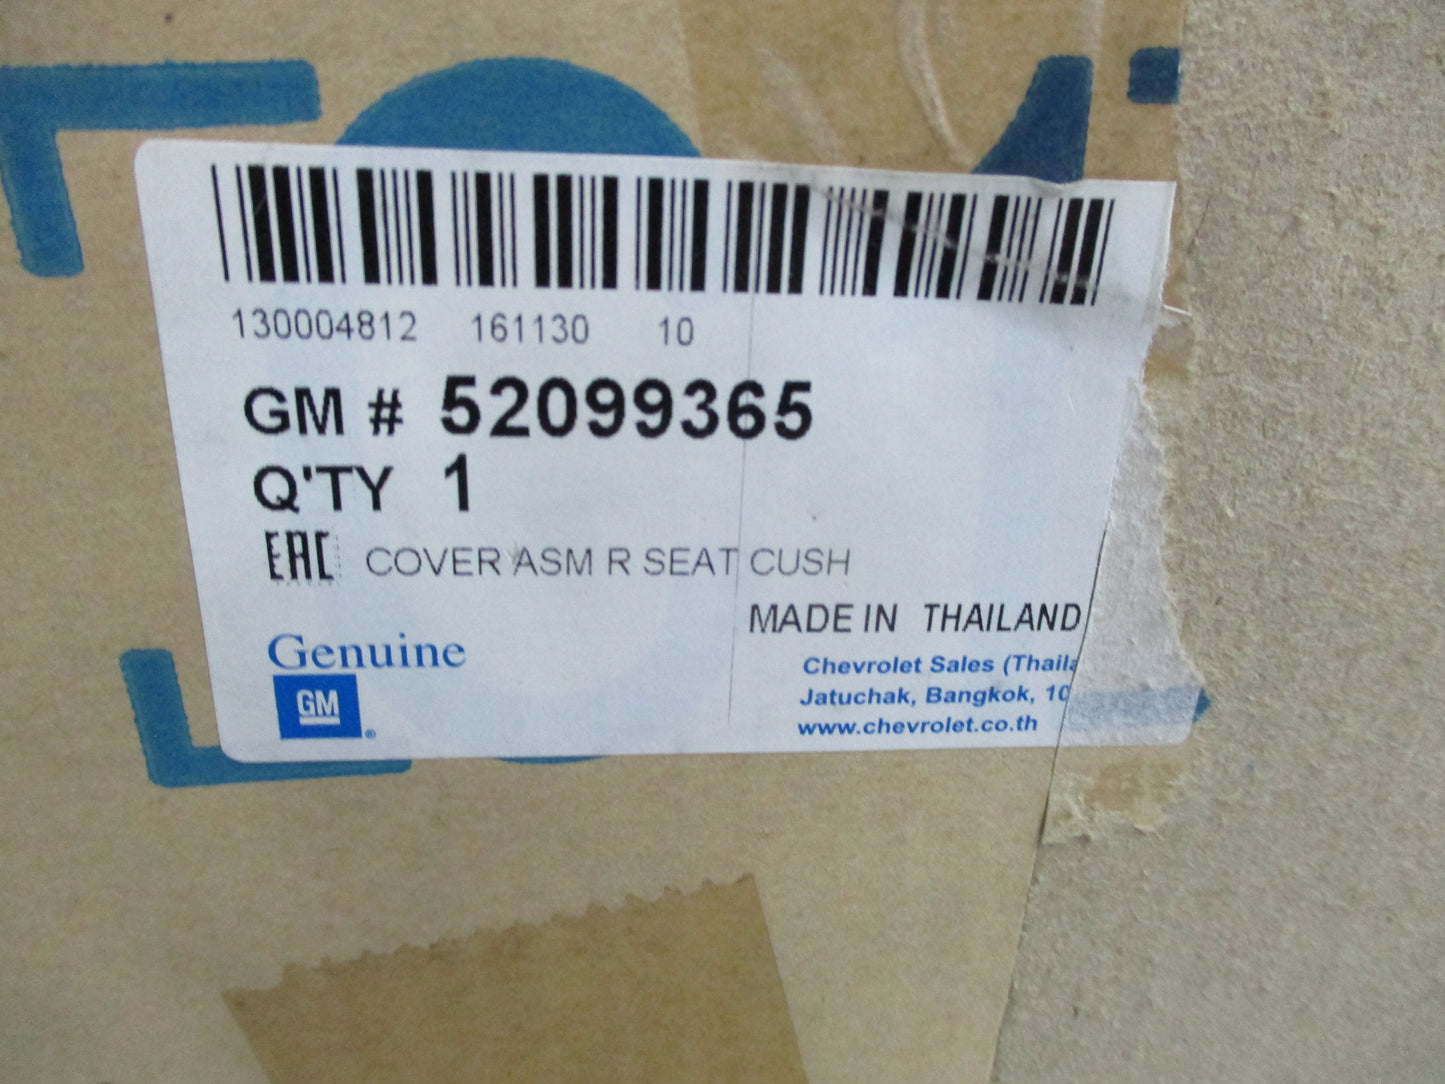 130004812 161130 10
GM # 52099365
Q'TY 1
EAC COVER ASM R SEAT CUSH
MADE IN THAILAND
Genuine
GM ®
Chevrolet Sales (Thaila
Jatuchak, Bangkok, 10
www.chevrolet.co.th